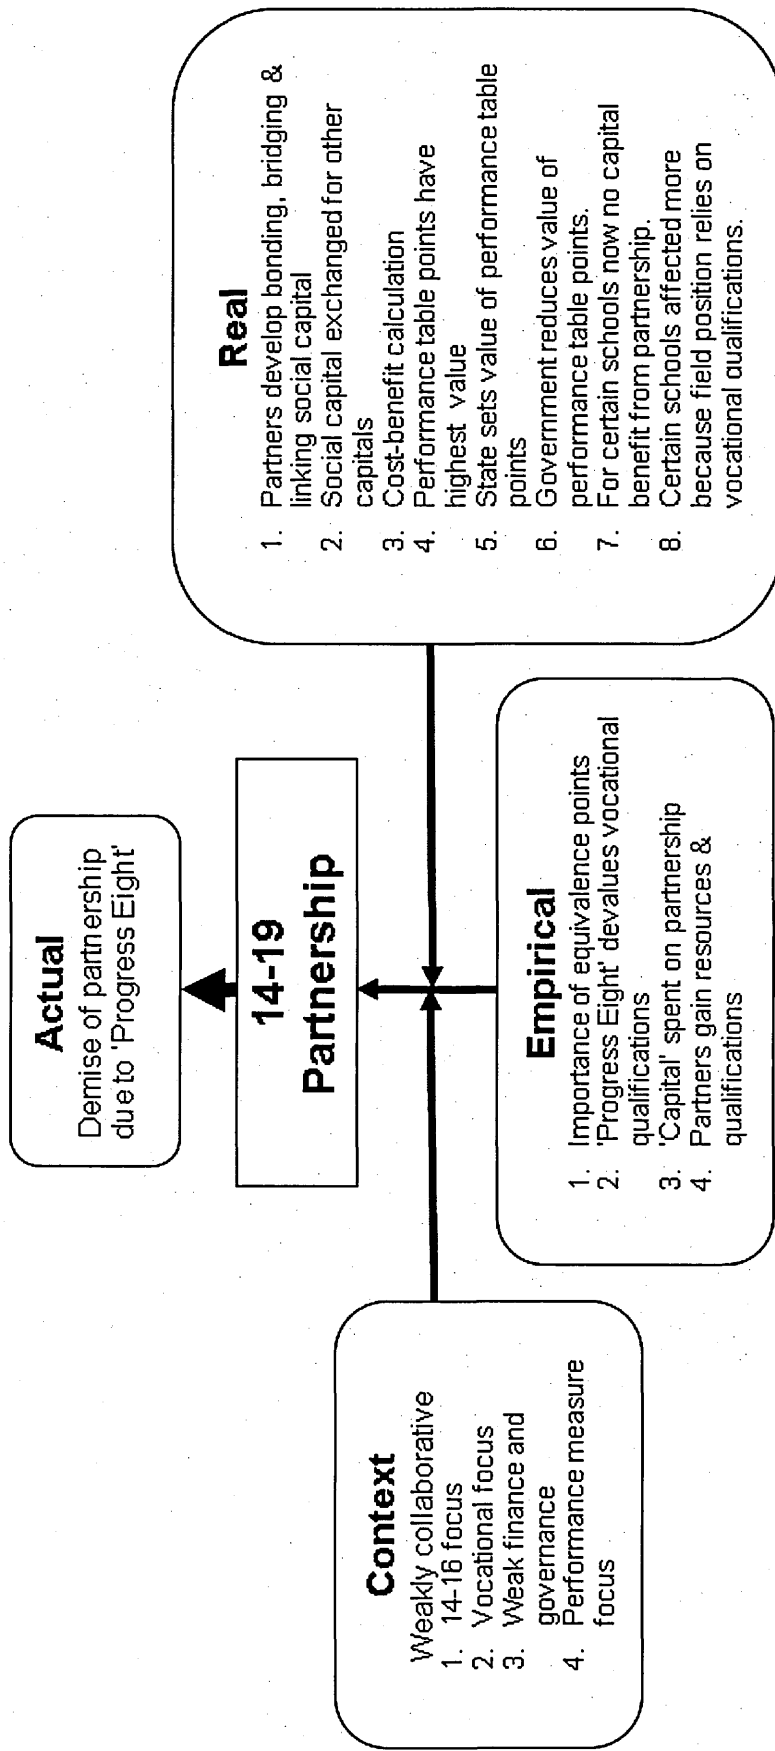 Actual
Demise of partnership
due to 'Progress Eight'
14-19
Partnership
Context
Weakly collaborative
1. 14-16 focus
2. Vocational focus
3. Weak finance and
governance
4. Performance measure
focus
Empirical
1. Importance of equivalence points
2. 'Progress Eight' devalues vocational
qualifications
3. 'Capital' spent on partnership
4. Partners gain resources &
qualifications
Real
1. Partners develop bonding, bridging &
linking social capital
2. Social capital exchanged for other
capitals
3. Cost-benefit calculation
4. Performance table points have
highest value
5. State sets value of performance table
points
6. Government reduces value of
performance table points.
7. For certain schools now no capital
benefit from partnership.
8. Certain schools affected more
because field position relies on
vocational qualifications.